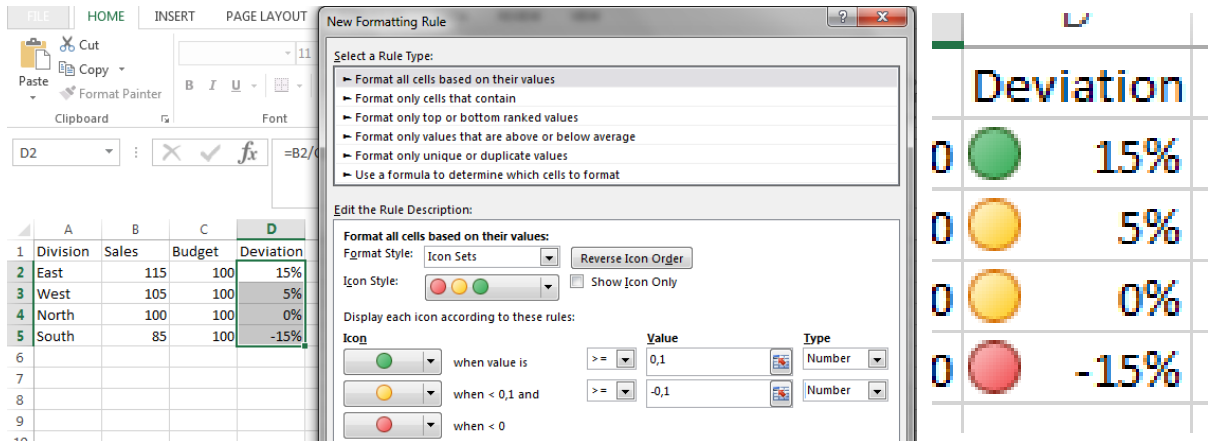 FILE HOME INSERT PAGE LAYOUT
Cut
Copy
Format Painter
Paste
11
B I U
Clipboard
Font
D2
fx
=B2/
A B C D
1 Division Sales Budget Deviation
2 East 115 100 15%
3 West 105 100 5%
4 North 100 100 0%
5 South 85 100 -15%
6
7
8
9
10
New Formatting Rule
?
x
Select a Rule Type:
► Format all cells based on their values
► Format only cells that contain
► Format only top or bottom ranked values
► Format only values that are above or below average
► Format only unique or duplicate values
► Use a formula to determine which cells to format
Edit the Rule Description:
Format all cells based on their values:
Format Style: Icon Sets Reverse Icon Order
Icon Style: Show Icon Only
Display each icon according to these rules:
Icon Value Type
when value is >= 0,1 Number
when < 0,1 and >= -0,1 Number
when < 0
D
Deviation
0 15%
0 5%
0 0%
0 -15%